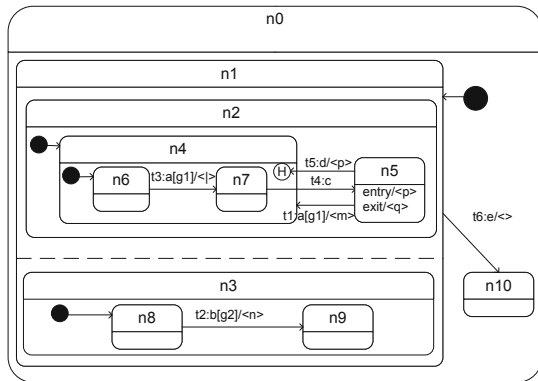 n0
n1
n2
n4
n5
n6
t3:a[g1]/<|>
n7
H
t5:d/<p>
t4:c
entry/<p>
exit/<q>
t1:a[g1]/<m>
t6:e/<>
n3
n10
n8
t2:b[g2]/<n>
n9